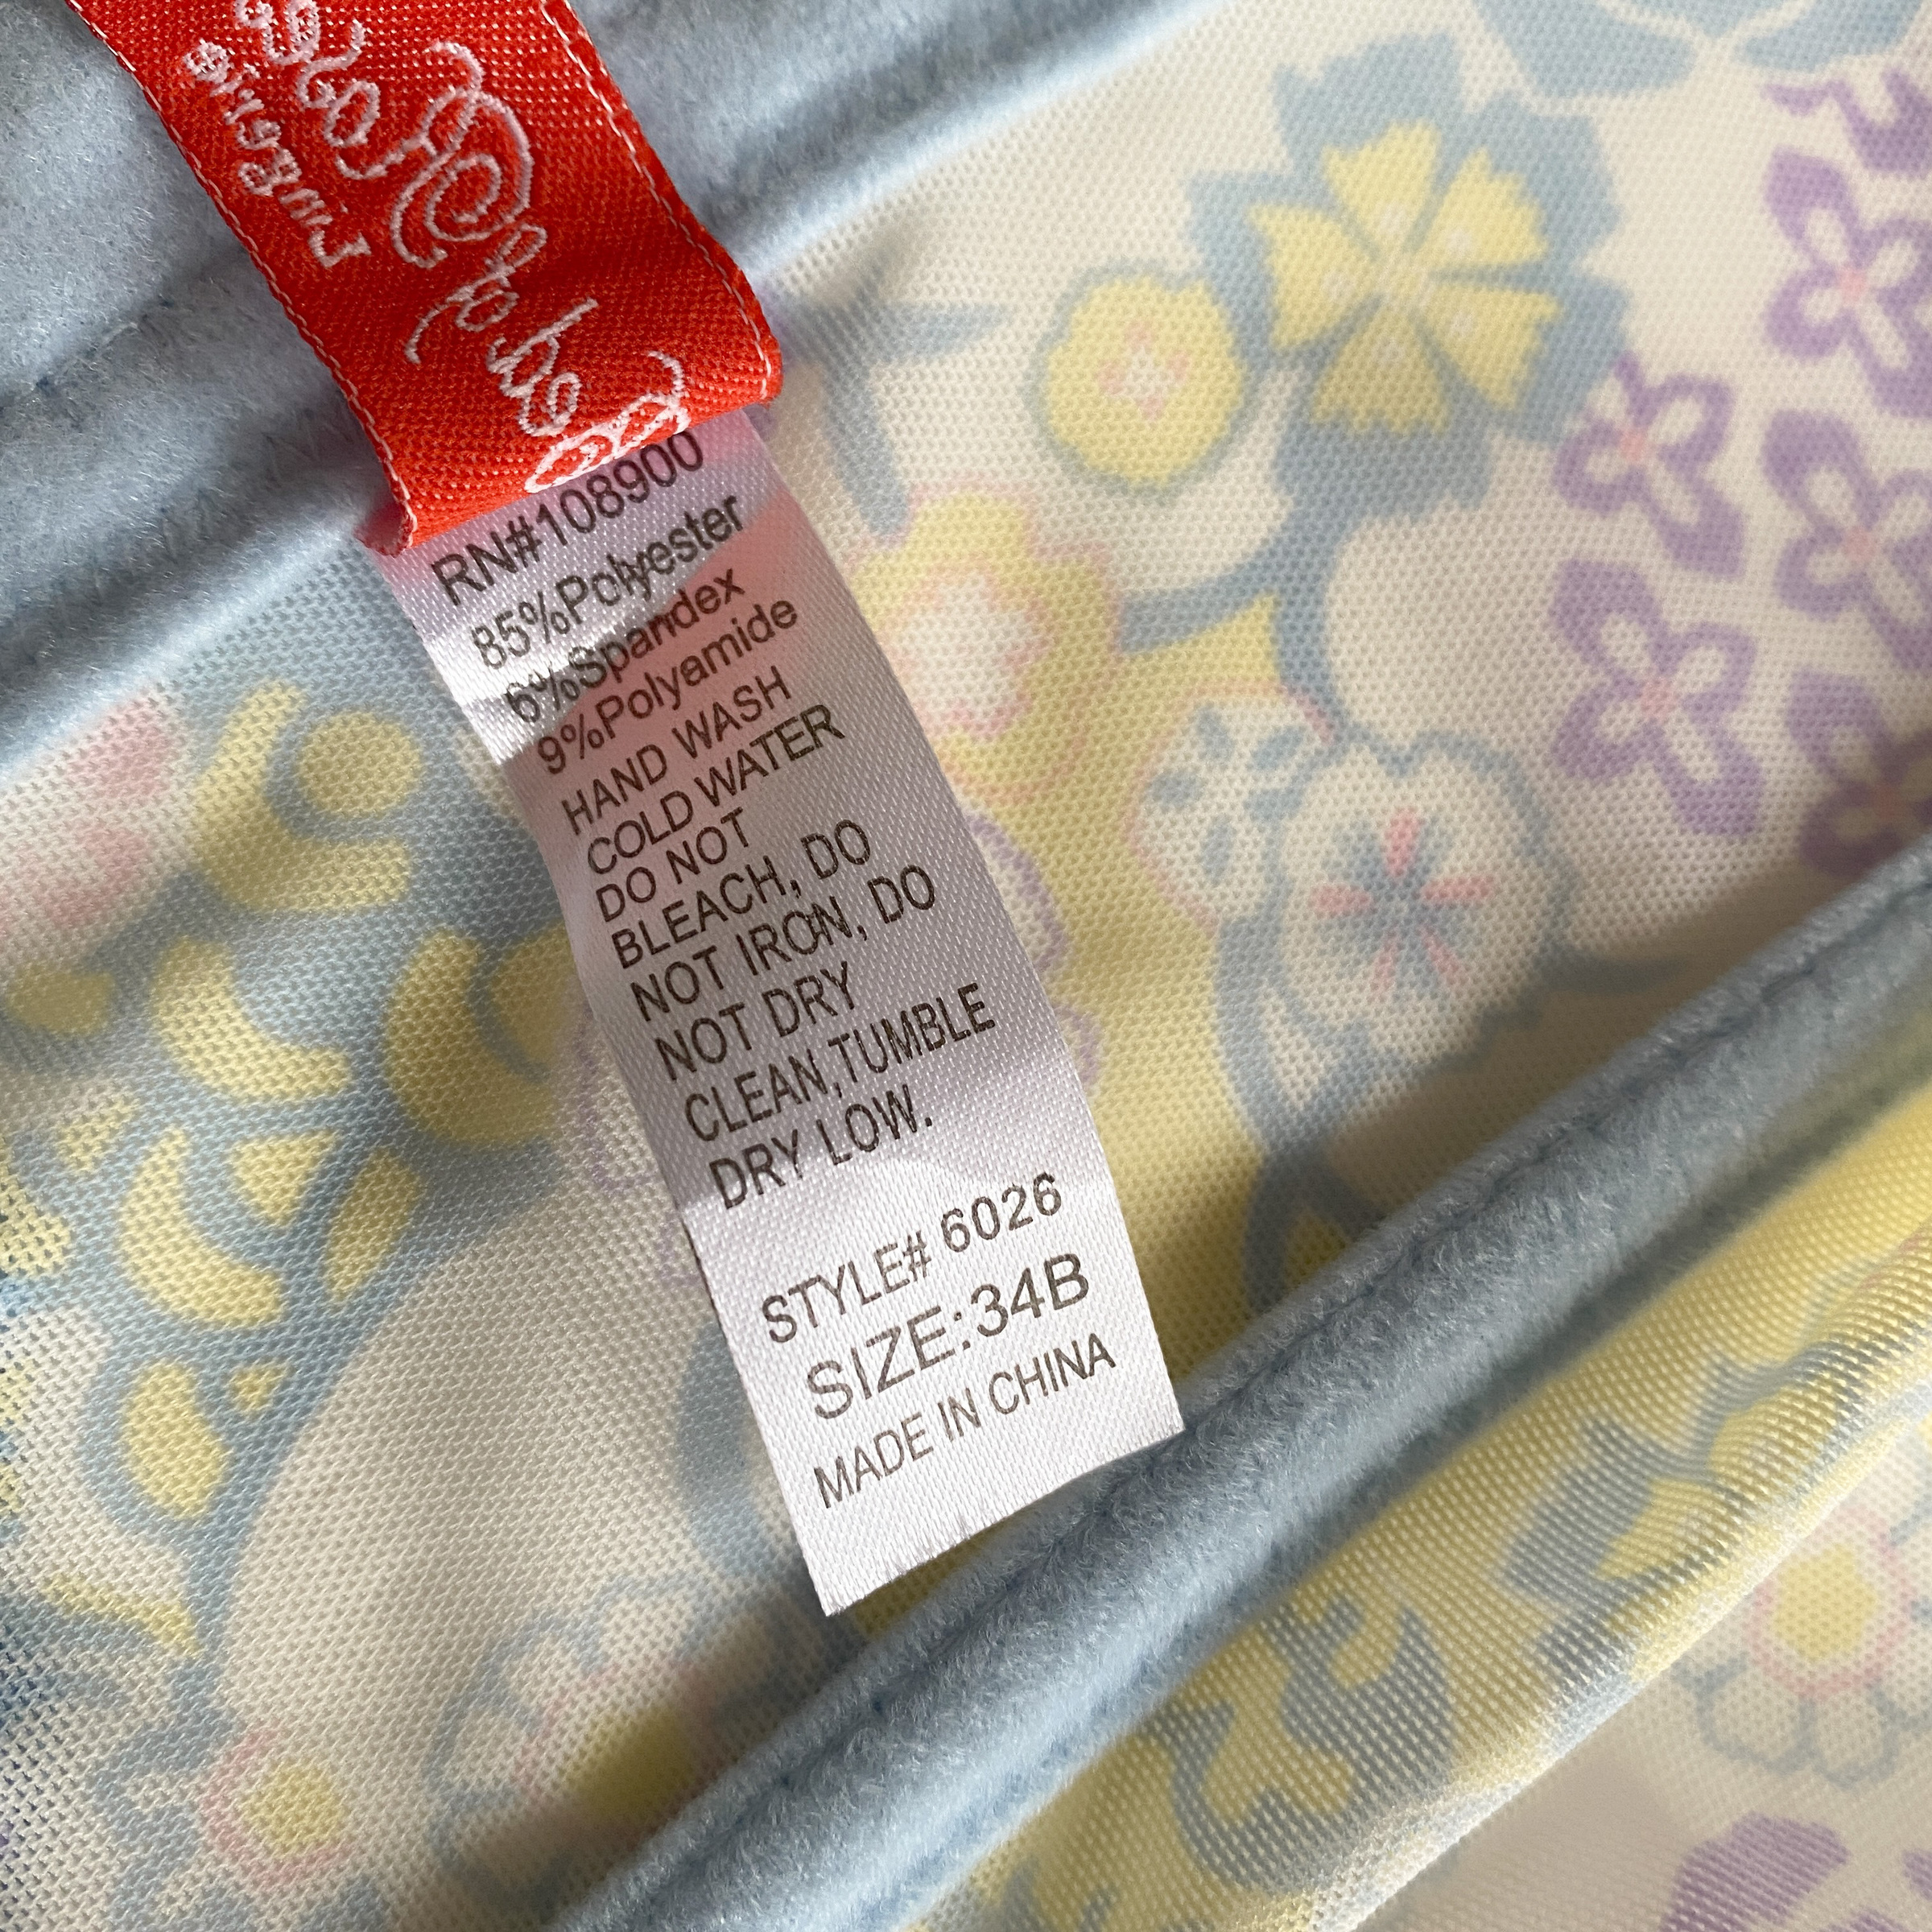 RN#108900
85%Polyester
6%Spandex
9%Polyamide
HAND WASH
COLD WATER
DO NOT
BLEACH, DO
NOT IRON, DO
NOT DRY
CLEAN,TUMBLE
DRY LOW.
STYLE# 6026
SIZE:34B
MADE IN CHINA